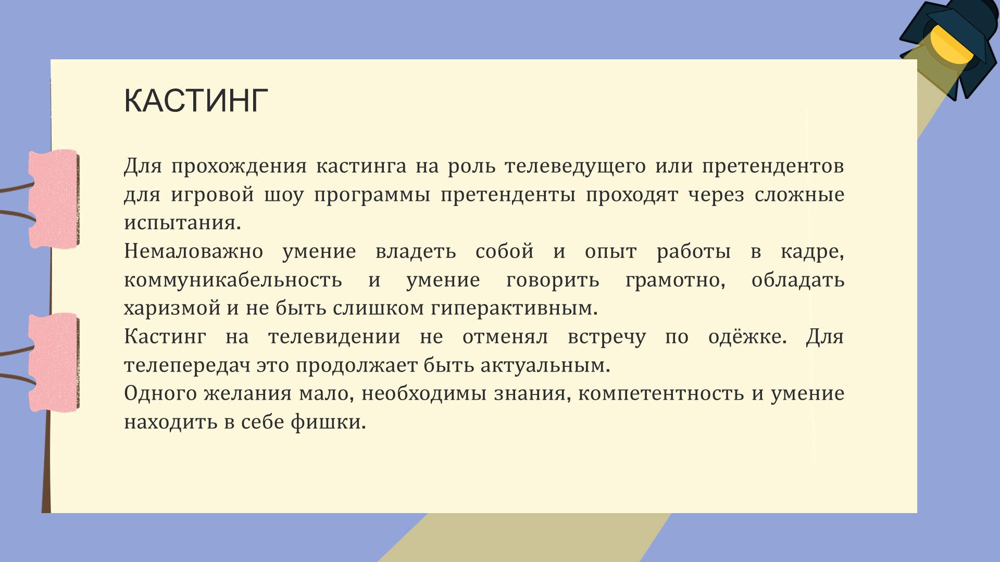 КАСТИНГ
Для прохождения кастинга на роль телеведущего или претендентов
для игровой шоу программы претенденты проходят через сложные
испытания.
Немаловажно умение владеть собой и опыт работы в кадре,
коммуникабельность и умение говорить грамотно, обладать
харизмой и не быть слишком гиперактивным.
Кастинг на телевидении не отменял встречу по одёжке. Для
телепередач это продолжает быть актуальным.
Одного желания мало, необходимы знания, компетентность и умение
находить в себе фишки.